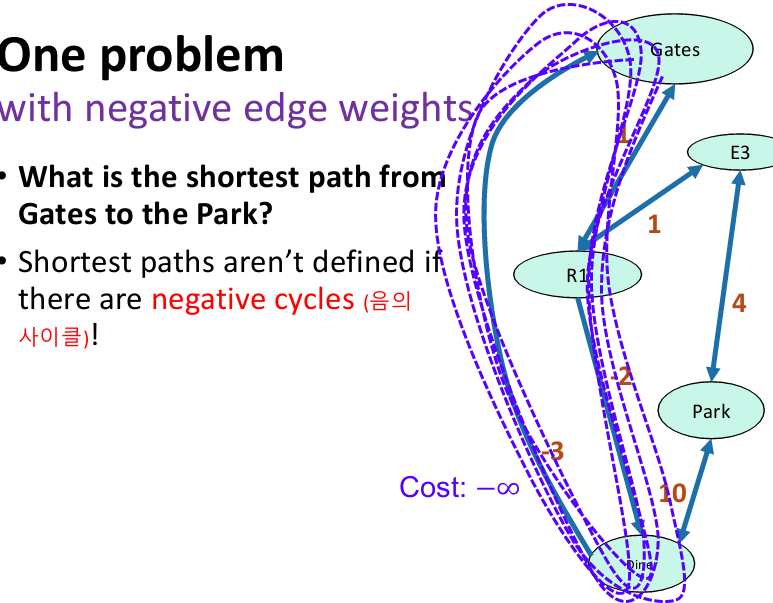 One problem
with negative edge weights
• What is the shortest path from
Gates to the Park?
• Shortest paths aren’t defined if
there are negative cycles (음의
사이클)!
Gates
1
E3
1
R1
4
-2
Park
-3
Cost: −∞
10